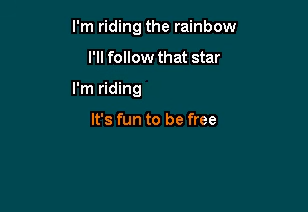 I'm riding the rainbow
I'll follow that star
I'm riding
It's fun to be free